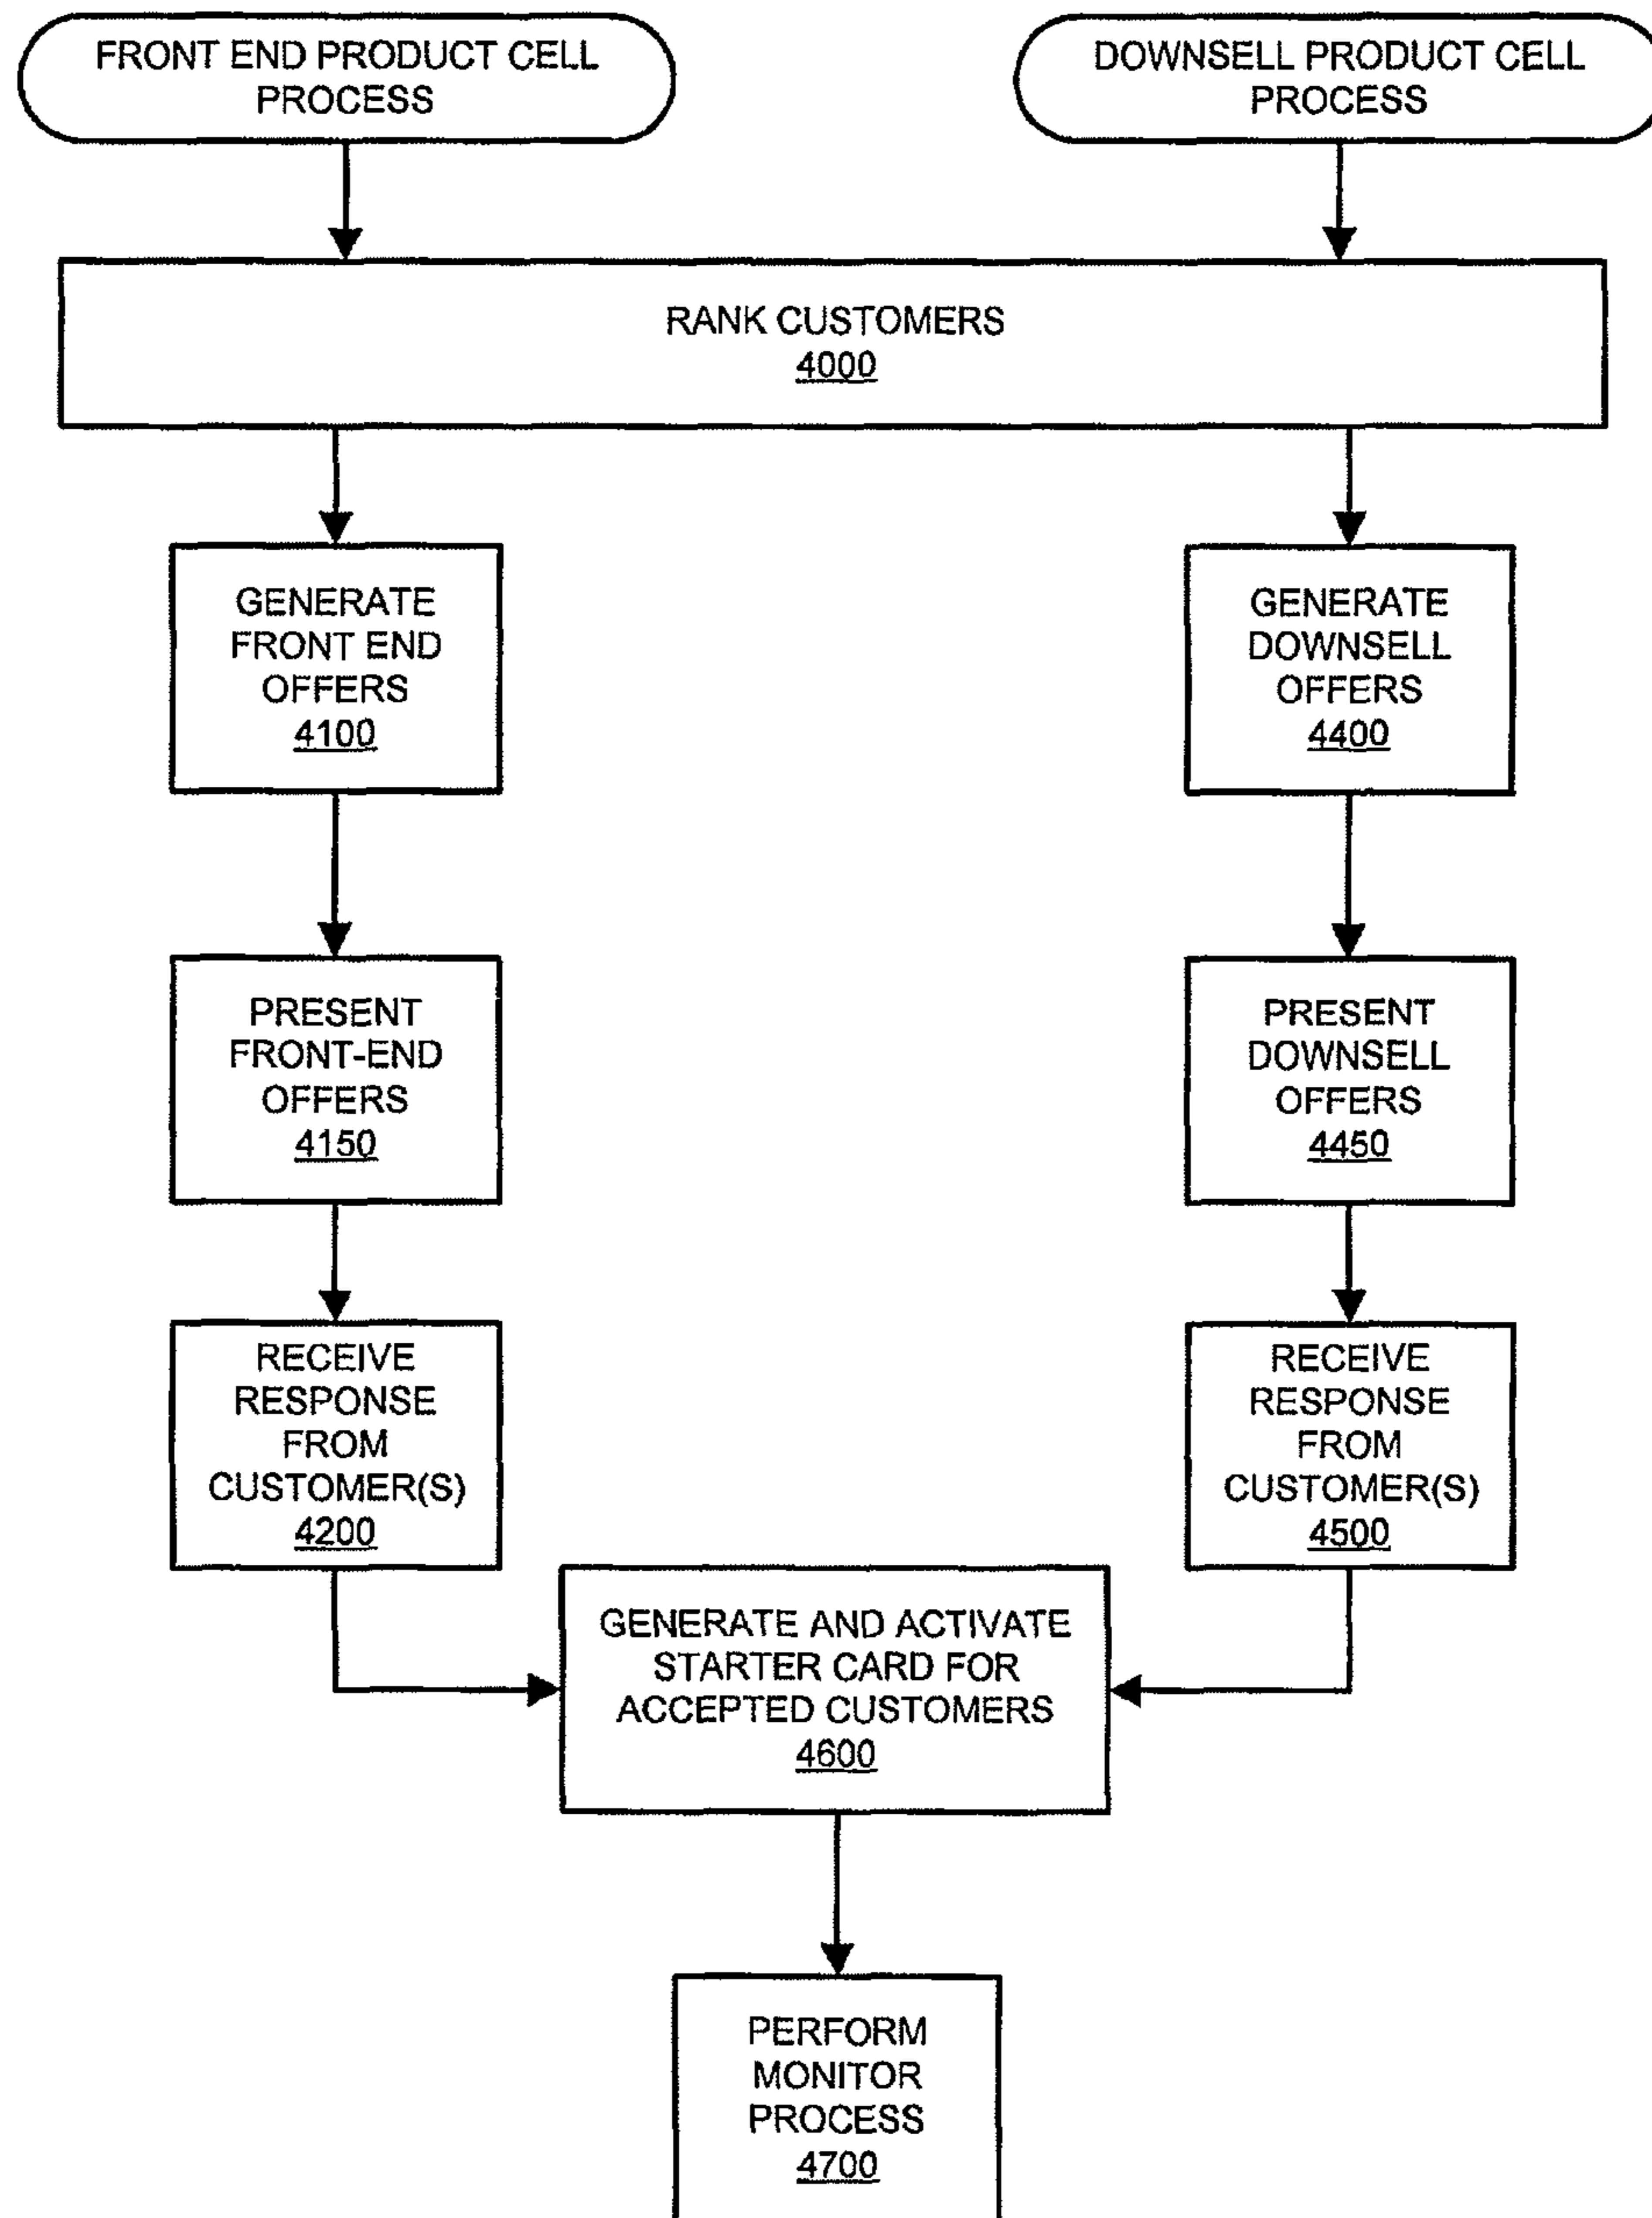 FRONT END PRODUCT CELL
PROCESS
DOWNSELL PRODUCT CELL
PROCESS
RANK CUSTOMERS
4000
GENERATE
FRONT END
OFFERS
4100
GENERATE
DOWNSELL
OFFERS
4400
PRESENT
FRONT-END
OFFERS
4150
PRESENT
DOWNSELL
OFFERS
4450
RECEIVE
RESPONSE
FROM
CUSTOMER(S)
4200
RECEIVE
RESPONSE
FROM
CUSTOMER(S)
4500
GENERATE AND ACTIVATE
STARTER CARD FOR
ACCEPTED CUSTOMERS
4600
PERFORM
MONITOR
PROCESS
4700